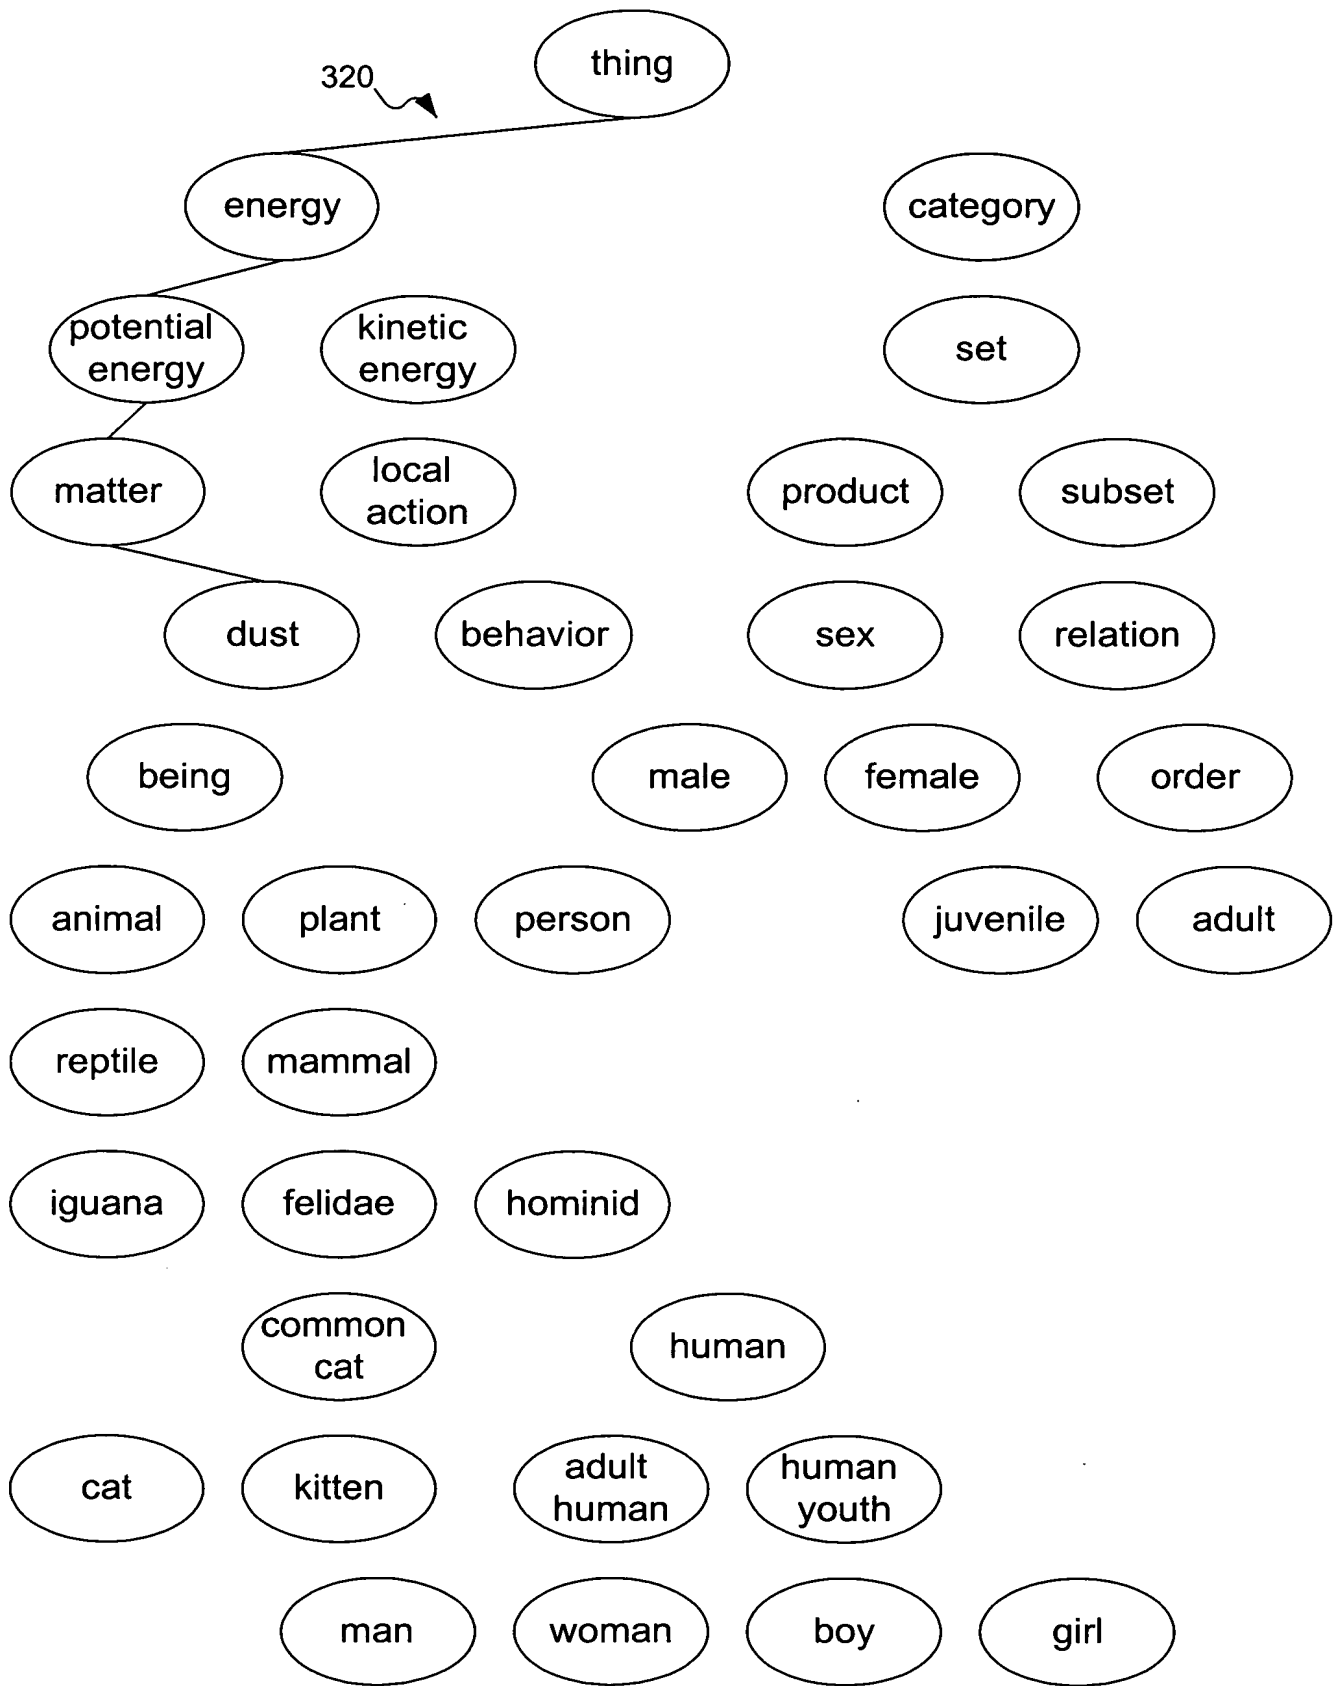 thing
320
energy
category
potential
energy
kinetic
energy
set
matter
local
action
product
subset
dust
behavior
sex
relation
being
male
female
order
animal
plant
person
juvenile
adult
reptile
mammal
iguana
felidae
hominid
common
cat
human
cat
kitten
adult
human
human
youth
man
woman
boy
girl